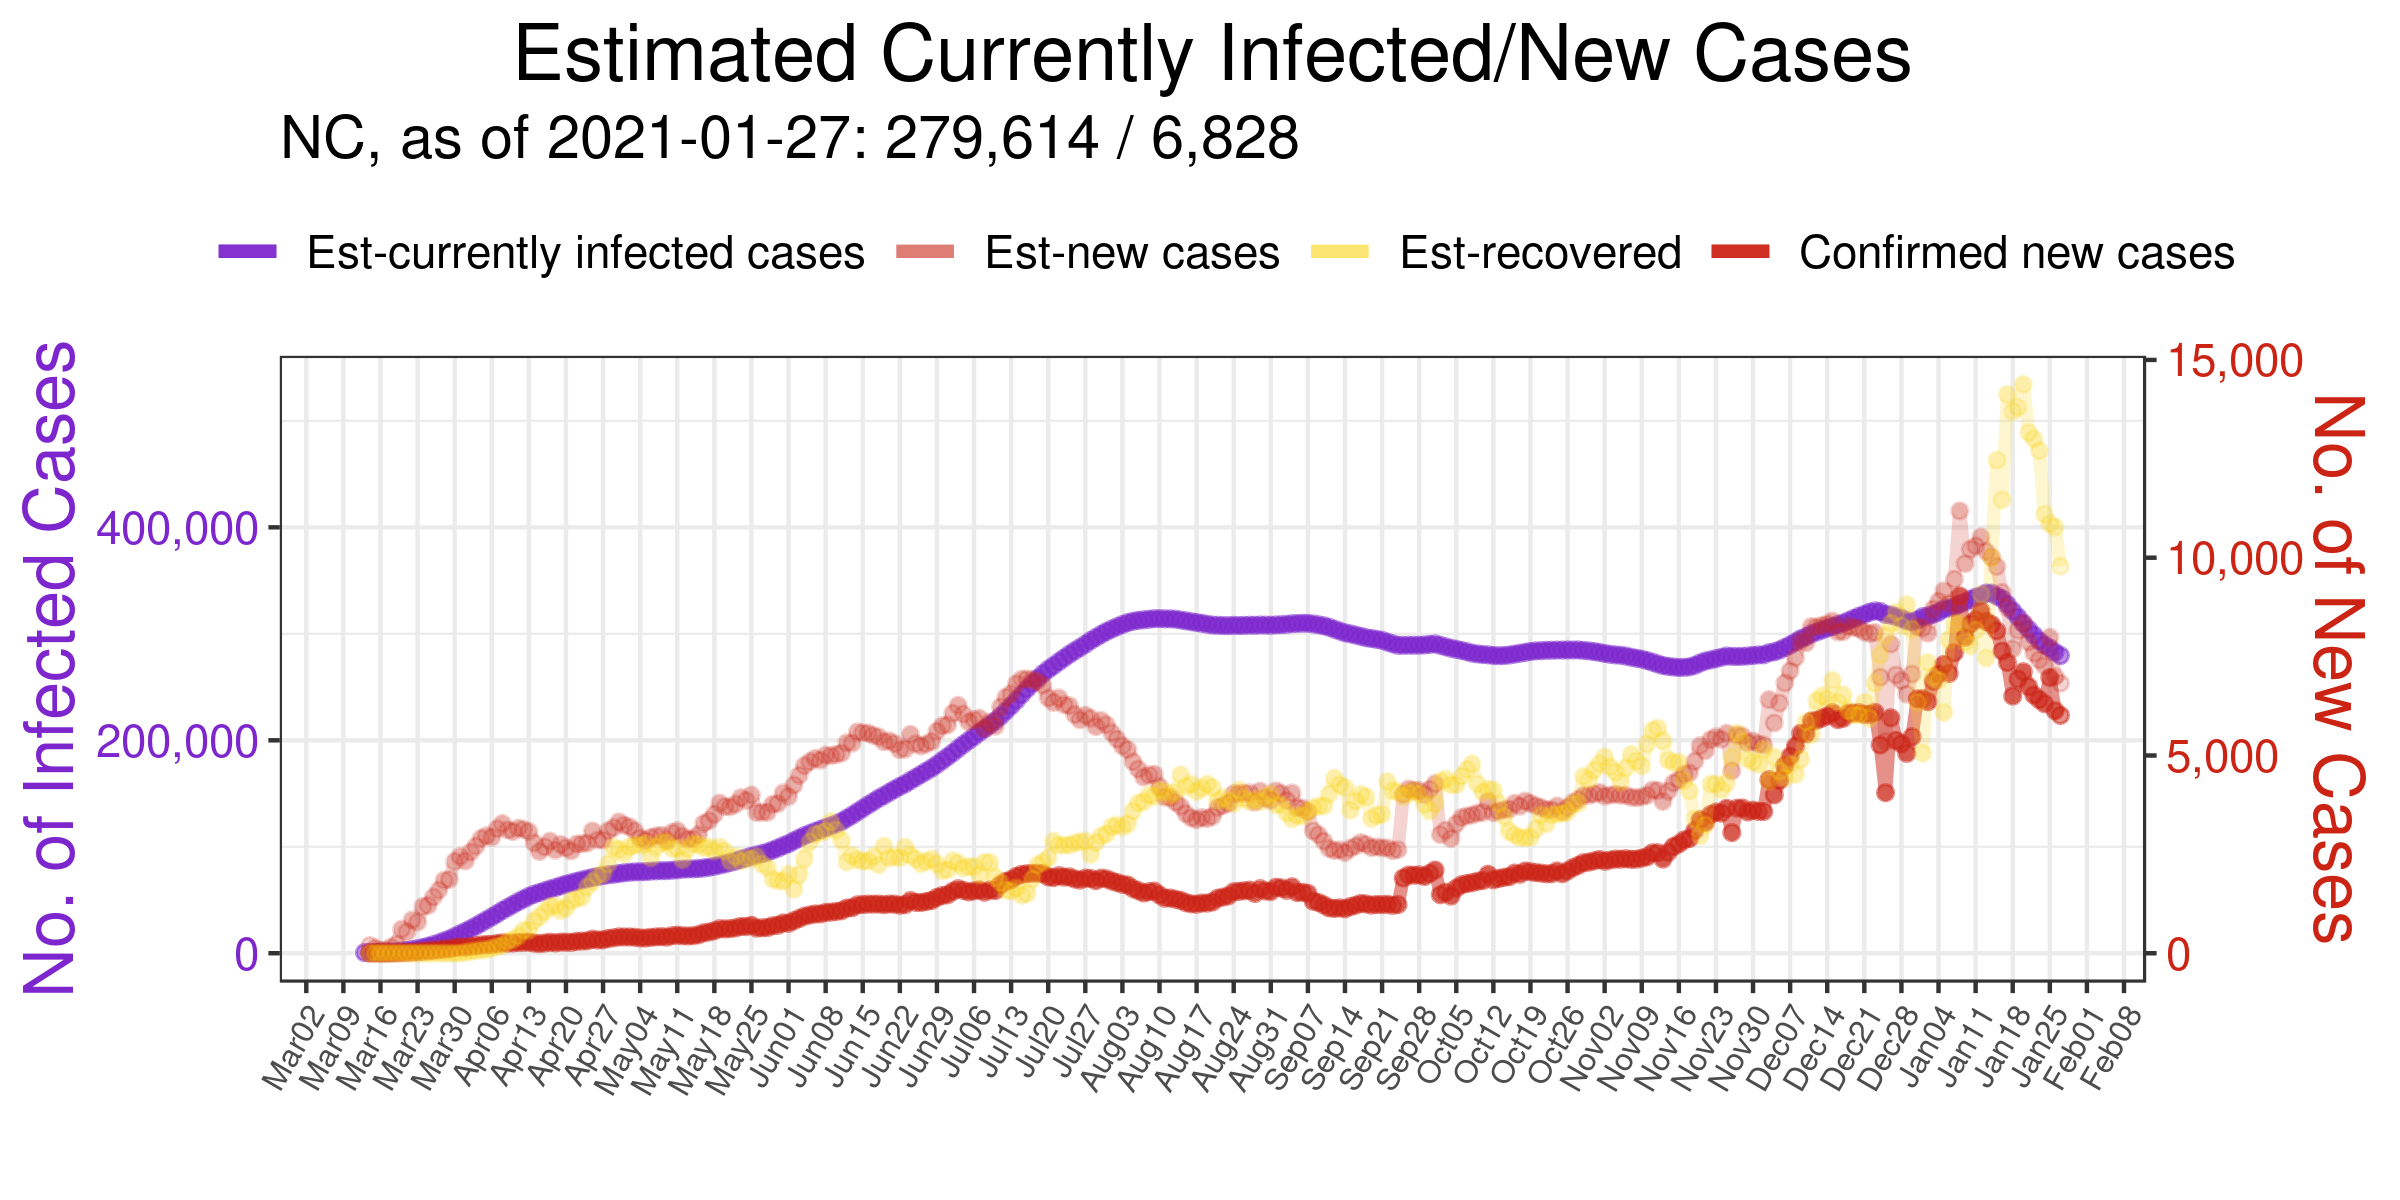 Estimated Currently Infected/New Cases
NC, as of 2021-01-27: 279,614 / 6,828
Est-currently infected cases Est-new cases Est-recovered Confirmed new cases
No. of Infected Cases
400,000
200,000
0
15,000
10,000
5,000
0
No. of New Cases
Mar02 Mar09 Mar16 Mar23 Mar30 Apr06 Apr13 Apr20 Apr27 May04 May11 May18 May25 Jun01 Jun08 Jun15 Jun22 Jun29 Jul06 Jul13 Jul20 Jul27 Aug03 Aug10 Aug17 Aug24 Aug31 Sep07 Sep14 Sep21 Sep28 Oct05 Oct12 Oct19 Oct26 Nov02 Nov09 Nov16 Nov23 Nov30 Dec07 Dec14 Dec21 Dec28 Jan04 Jan11 Jan18 Jan25 Feb01 Feb08